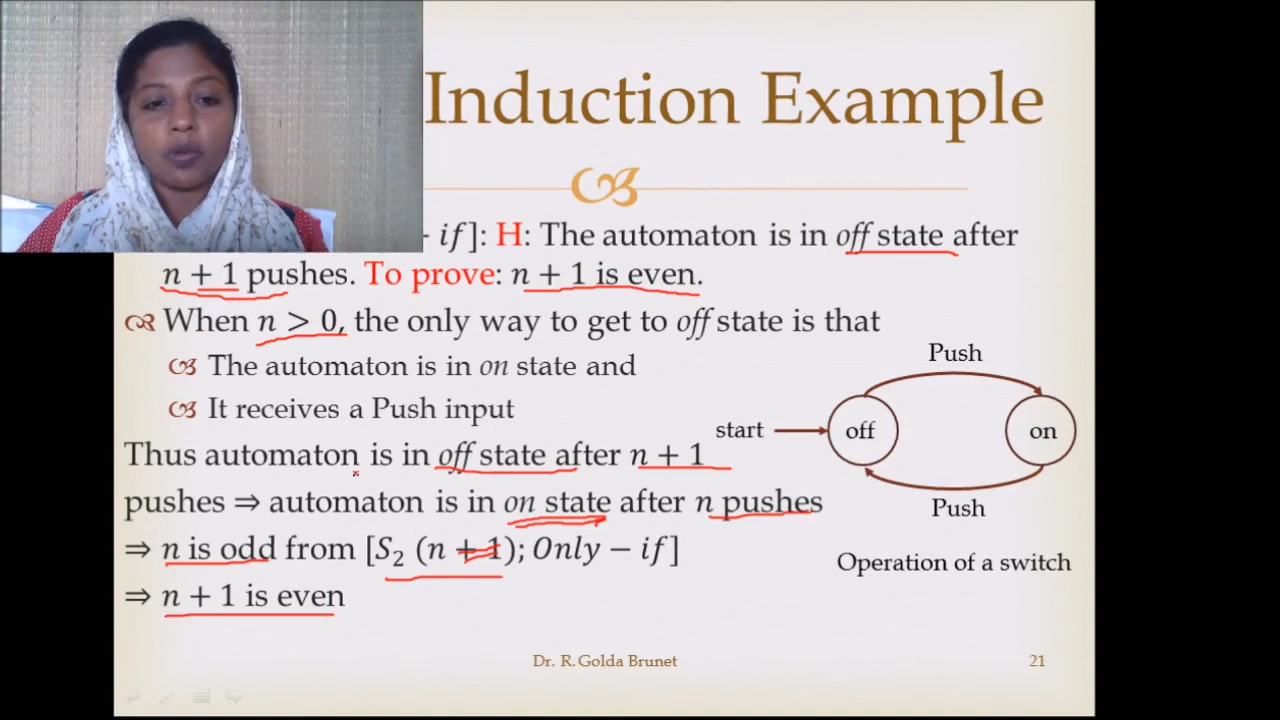 Induction Example
− if]: H: The automaton is in off state after
n + 1 pushes. To prove: n + 1 is even.
When n > 0, the only way to get to off state is that
The automaton is in on state and
It receives a Push input
Thus automaton is in off state after n + 1
pushes ⇒ automaton is in on state after n pushes
⇒ n is odd from [S₂ (n + 1); Only − if]
⇒ n + 1 is even
Push
start
off
on
Push
Operation of a switch
Dr. R.Golda Brunet
21